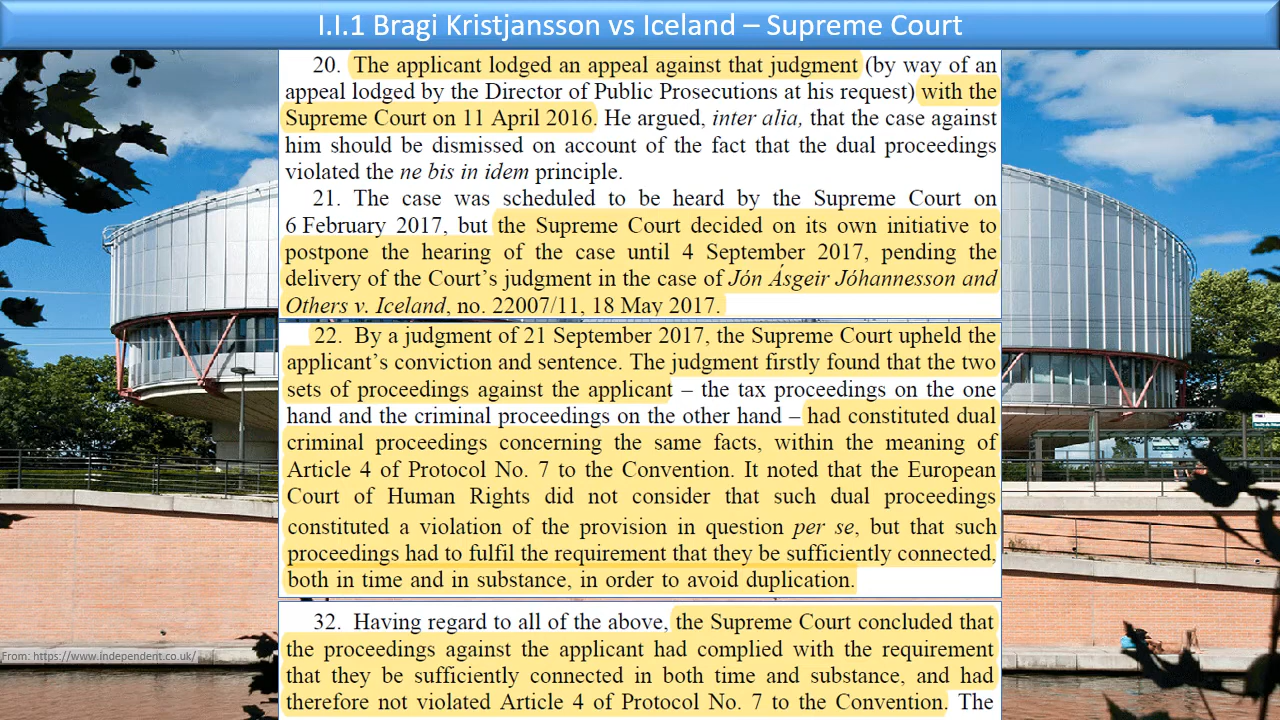 I.I.1 Bragi Kristjansson vs Iceland – Supreme Court
20. The applicant lodged an appeal against that judgment (by way of an
appeal lodged by the Director of Public Prosecutions at his request) with the
Supreme Court on 11 April 2016. He argued, inter alia, that the case against
him should be dismissed on account of the fact that the dual proceedings
violated the ne bis in idem principle.
21. The case was scheduled to be heard by the Supreme Court on
6 February 2017, but the Supreme Court decided on its own initiative to
postpone the hearing of the case until 4 September 2017, pending the
delivery of the Court’s judgment in the case of Jón Ásgeir Jóhannesson and
Others v. Iceland, no. 22007/11, 18 May 2017.
22. By a judgment of 21 September 2017, the Supreme Court upheld the
applicant’s conviction and sentence. The judgment firstly found that the two
sets of proceedings against the applicant – the tax proceedings on the one
hand and the criminal proceedings on the other hand – had constituted dual
criminal proceedings concerning the same facts, within the meaning of
Article 4 of Protocol No. 7 to the Convention. It noted that the European
Court of Human Rights did not consider that such dual proceedings
constituted a violation of the provision in question per se, but that such
proceedings had to fulfil the requirement that they be sufficiently connected,
both in time and in substance, in order to avoid duplication.
32. Having regard to all of the above, the Supreme Court concluded that
the proceedings against the applicant had complied with the requirement
that they be sufficiently connected in both time and substance, and had
therefore not violated Article 4 of Protocol No. 7 to the Convention. The
From: https://www.independent.co.uk/